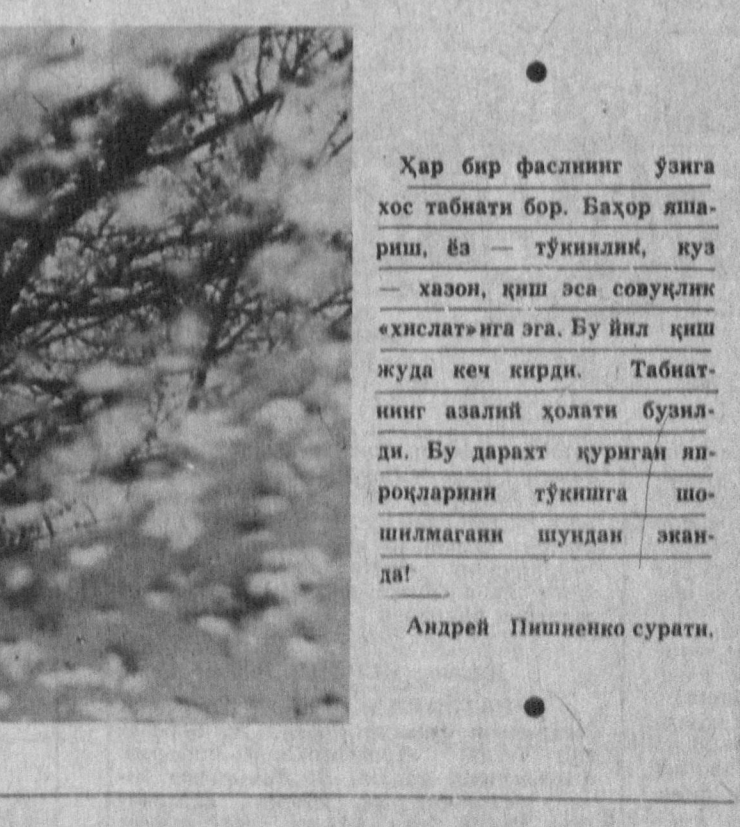 Ҳар бир фаслнинг ўзига
хос табиати бор. Баҳор яша-
риш, ёз — тўкинлик, куз
— хазон, қиш эса совуқлик
«хислат»ига эга. Бу йил қиш
жуда кеч кирди. Табиат-
нинг азалий ҳолати бузил-
ди. Бу дарахт қуриган яп-
роқларини тўкишга шо-
шилмагани шундан экан-
да!
Андрей Пишненко сурати.